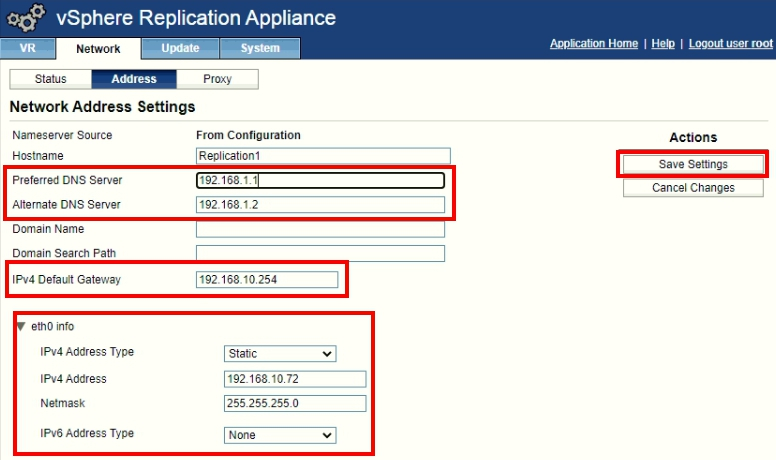 vSphere Replication Appliance
VR Network Update System
Application Home | Help | Logout user root
Status Address Proxy
Network Address Settings
Nameserver Source From Configuration
Actions
Hostname Replication1
Save Settings
Preferred DNS Server 192.168.1.1
Cancel Changes
Alternate DNS Server 192.168.1.2
Domain Name
Domain Search Path
IPv4 Default Gateway 192.168.10.254
eth0 info
IPv4 Address Type Static
IPv4 Address 192.168.10.72
Netmask 255.255.255.0
IPv6 Address Type None